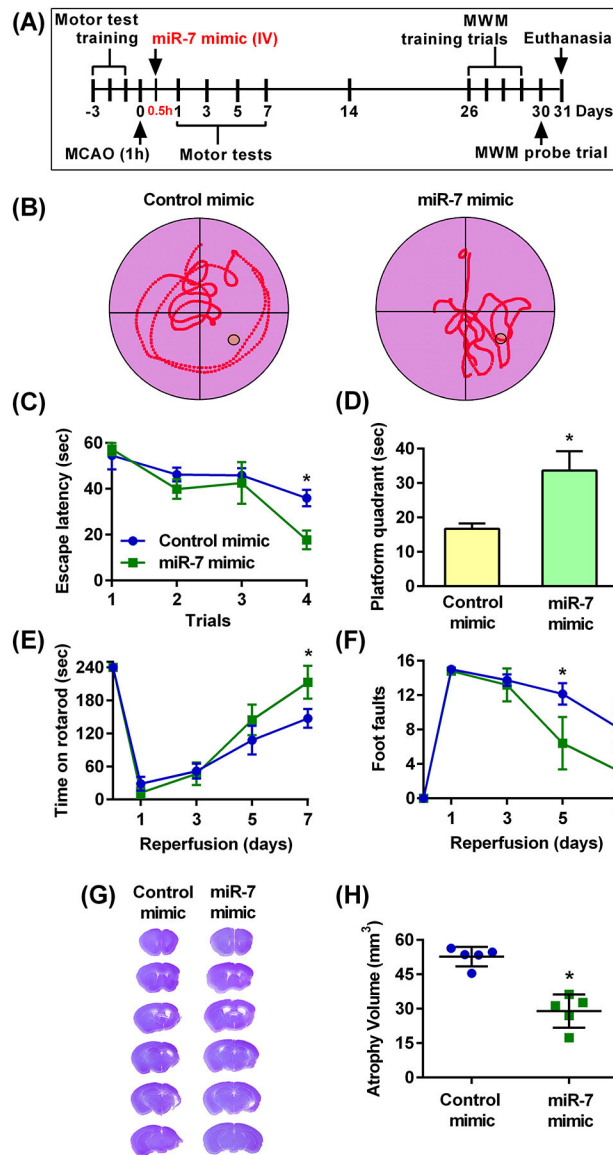 (A)
Motor test
training
miR-7 mimic (IV)
MWM
training trials
Euthanasia
-3 0 0.5h 1 3 5 7 14 26 28 30 31 Days
MCAO (1h)
Motor tests
MWM probe trial
(B)
Control mimic
miR-7 mimic
(C)
Escape latency (sec)
60
40
20
0
*
Control mimic
miR-7 mimic
1 2 3 4
Trials
(D)
Platform quadrant (sec)
40
30
20
10
0
*
Control
mimic
miR-7
mimic
(E)
Time on rotarod (sec)
240
180
120
60
0
*
1 3 5 7
Reperfusion (days)
(F)
Foot faults
16
12
8
4
0
*
1 3 5
Reperfusion (days)
(G)
Control
mimic
miR-7
mimic
(H)
Atrophy Volume (mm³)
60
45
30
15
0
*
Control
mimic
miR-7
mimic